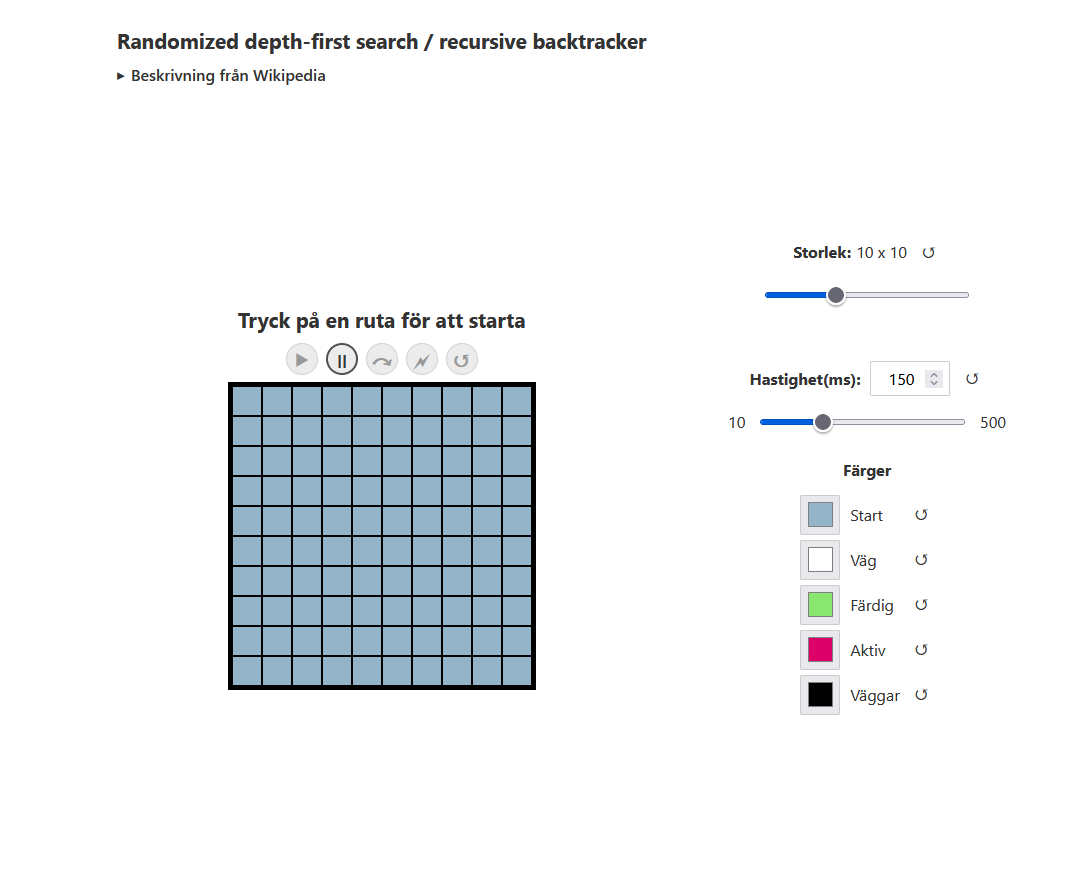 Randomized depth-first search / recursive backtracker
Beskrivning från Wikipedia
Storlek: 10 x 10
Tryck på en ruta för att starta
Hastighet(ms): 150
10 500
Färger
Start
Väg
Färdig
Aktiv
Väggar